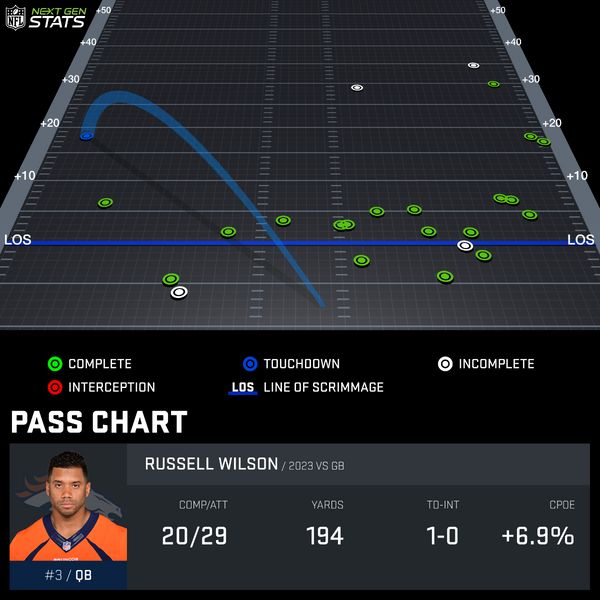 NFL NEXT GEN
STATS
+50 +50
+40 +40
+30 +30
+20 +20
+10 +10
LOS LOS
COMPLETE TOUCHDOWN INCOMPLETE
INTERCEPTION LOS LINE OF SCRIMMAGE
PASS CHART
RUSSELL WILSON / 2023 VS GB
COMP/ATT YARDS TD-INT CPOE
20/29 194 1-0 +6.9%
#3 / QB